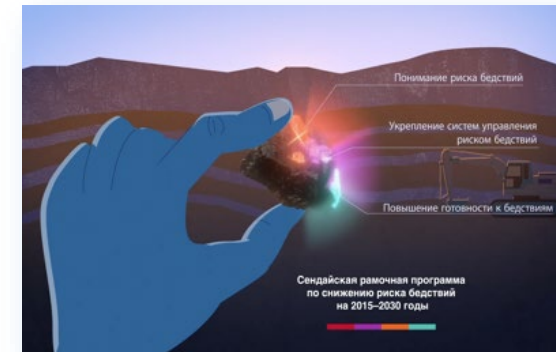 Понимание риска бедствий
Укрепление систем управления
риском бедствий
Повышение готовности к бедствиям
Сендайская рамочная программа
по снижению риска бедствий
на 2015–2030 годы